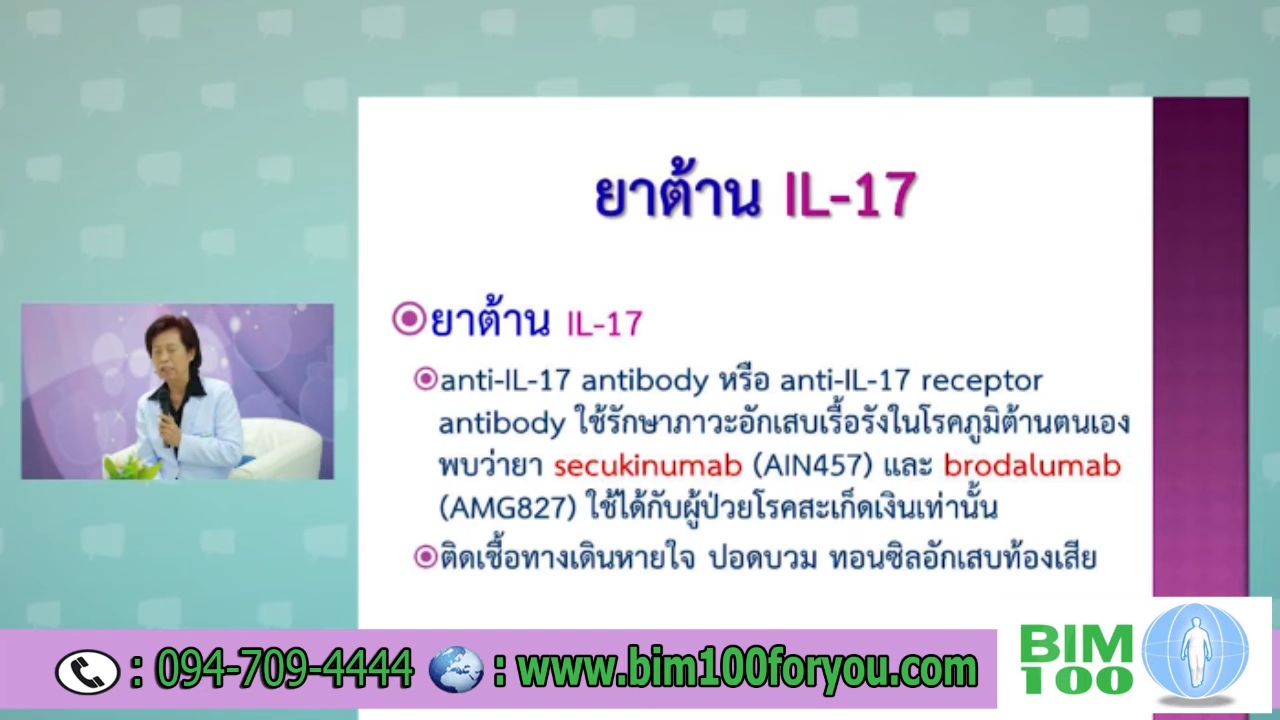 ยาต้าน IL-17
ยาต้าน IL-17
anti-IL-17 antibody หรือ anti-IL-17 receptor
antibody ใช้รักษาภาวะอักเสบเรื้อรังในโรคภูมิต้านตนเอง
พบว่ายา secukinumab (AIN457) และ brodalumab
(AMG827) ใช้ได้กับผู้ป่วยโรคสะเก็ดเงินเท่านั้น
ติดเชื้อทางเดินหายใจ ปอดบวม ทอนซิลอักเสบท้องเสีย
: 094-709-4444 : www.bim100foryou.com
BIM
100